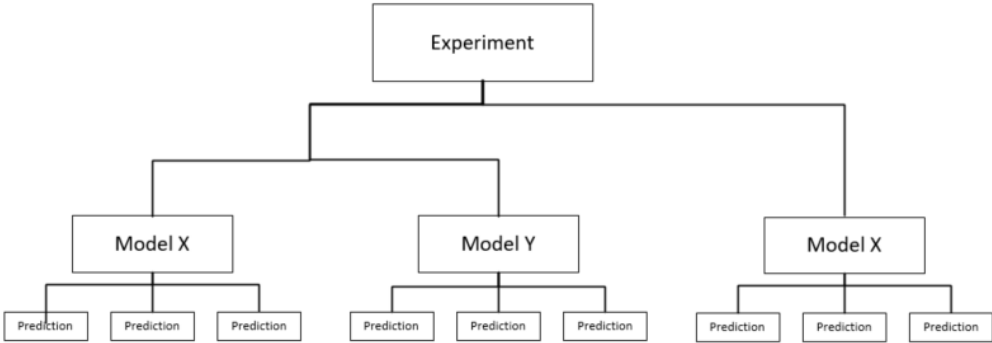 Experiment
Model X
Model Y
Model X
Prediction
Prediction
Prediction
Prediction
Prediction
Prediction
Prediction
Prediction
Prediction